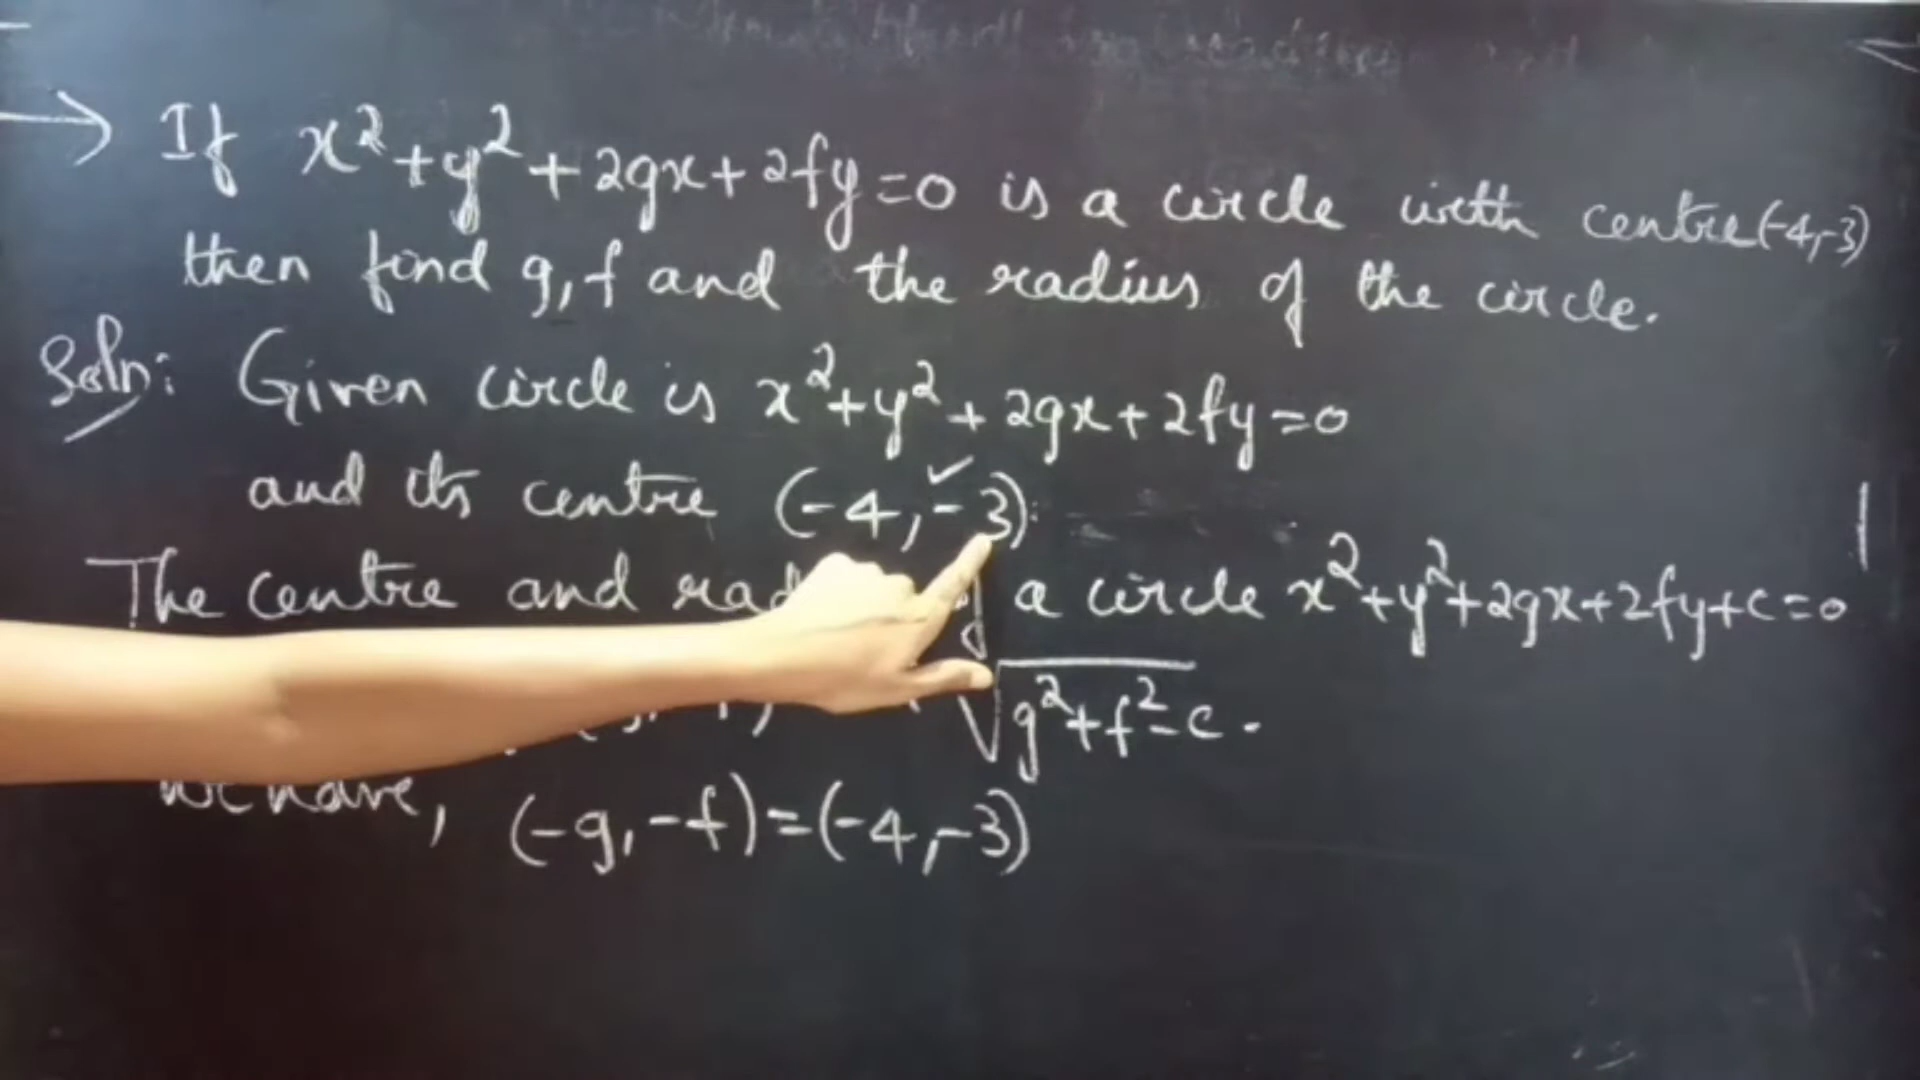 → If x²+y²+2gx+2fy=0 is a circle with centre(-4,-3)
then find g,f and the radius of the circle.
Soln: Given circle is x²+y²+2gx+2fy=0
and its centre (-4,-3).
The centre and a circle x²+y²+2gx+2fy+c=0
√g²+f²-c .
we have, (-g,-f)=(-4,-3)